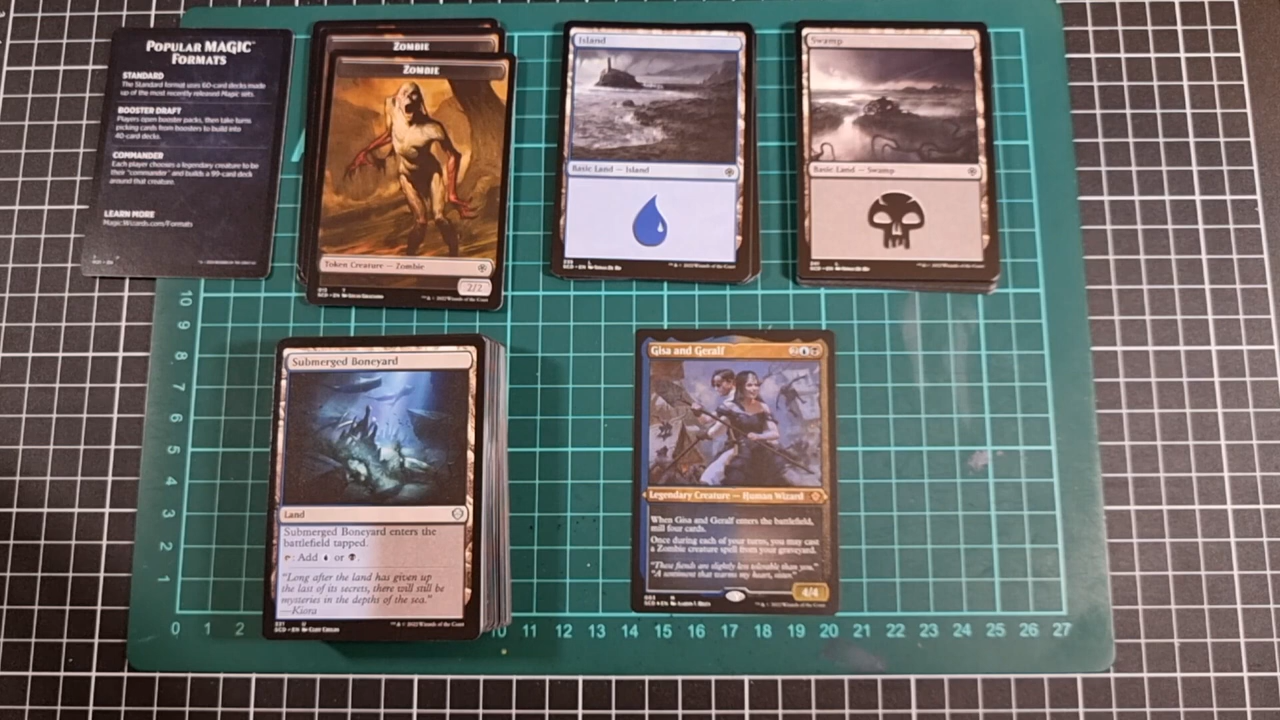 POPULAR MAGIC™
FORMATS
STANDARD
The Standard format uses 60-card decks made
up of the most recently released Magic sets.
BOOSTER DRAFT
Players open booster packs, then take turns
picking cards from boosters to build into
40-card decks.
COMMANDER
Each player chooses a legendary creature to be
their "commander" and builds a 99-card deck
around that creature.
LEARN MORE
Magic.Wizards.com/Formats
ZOMBIE
ZOMBIE
Token Creature — Zombie
2/2
Island
Basic Land — Island
Swamp
Basic Land — Swamp
Submerged Boneyard
Land
Submerged Boneyard enters the
battlefield tapped.
: Add or .
"Long after the land has given up
the last of its secrets, there will still be
mysteries in the depths of the sea."
—Kiora
Gisa and Geralf
2
Legendary Creature — Human Wizard
When Gisa and Geralf enters the battlefield,
mill four cards.
Once during each of your turns, you may cast
a Zombie creature spell from your graveyard.
"These fiends are slightly less tolerable than you."
"A sentiment that warms my heart, sister."
4/4
10
9
8
7
6
5
4
3
2
1
0 1 2 10 11 12 13 14 15 16 17 18 19 20 21 22 23 24 25 26 27